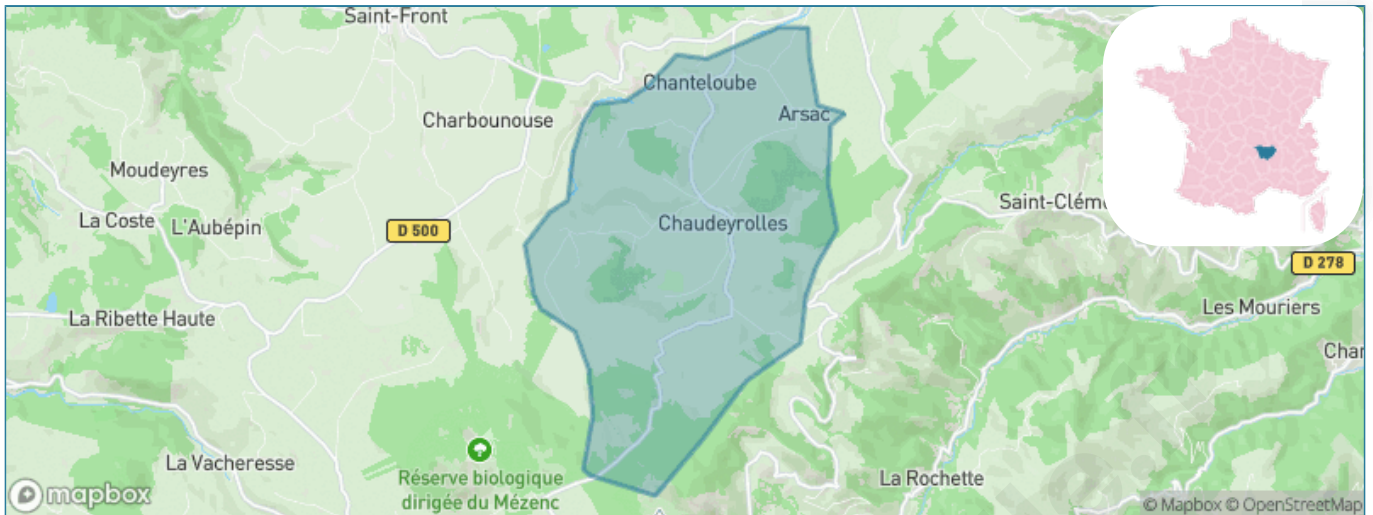 Saint-Front
Chanteloube
Arsac
Charbounouse
Moudeyres
La Coste
L'Aubépin
D 500
Chaudeyrolles
Saint-Clém
D 278
Les Mouriers
La Ribette Haute
Char
La Vacheresse
Réserve biologique
dirigée du Mézenc
La Rochette
mapbox
© Mapbox © OpenStreetMap